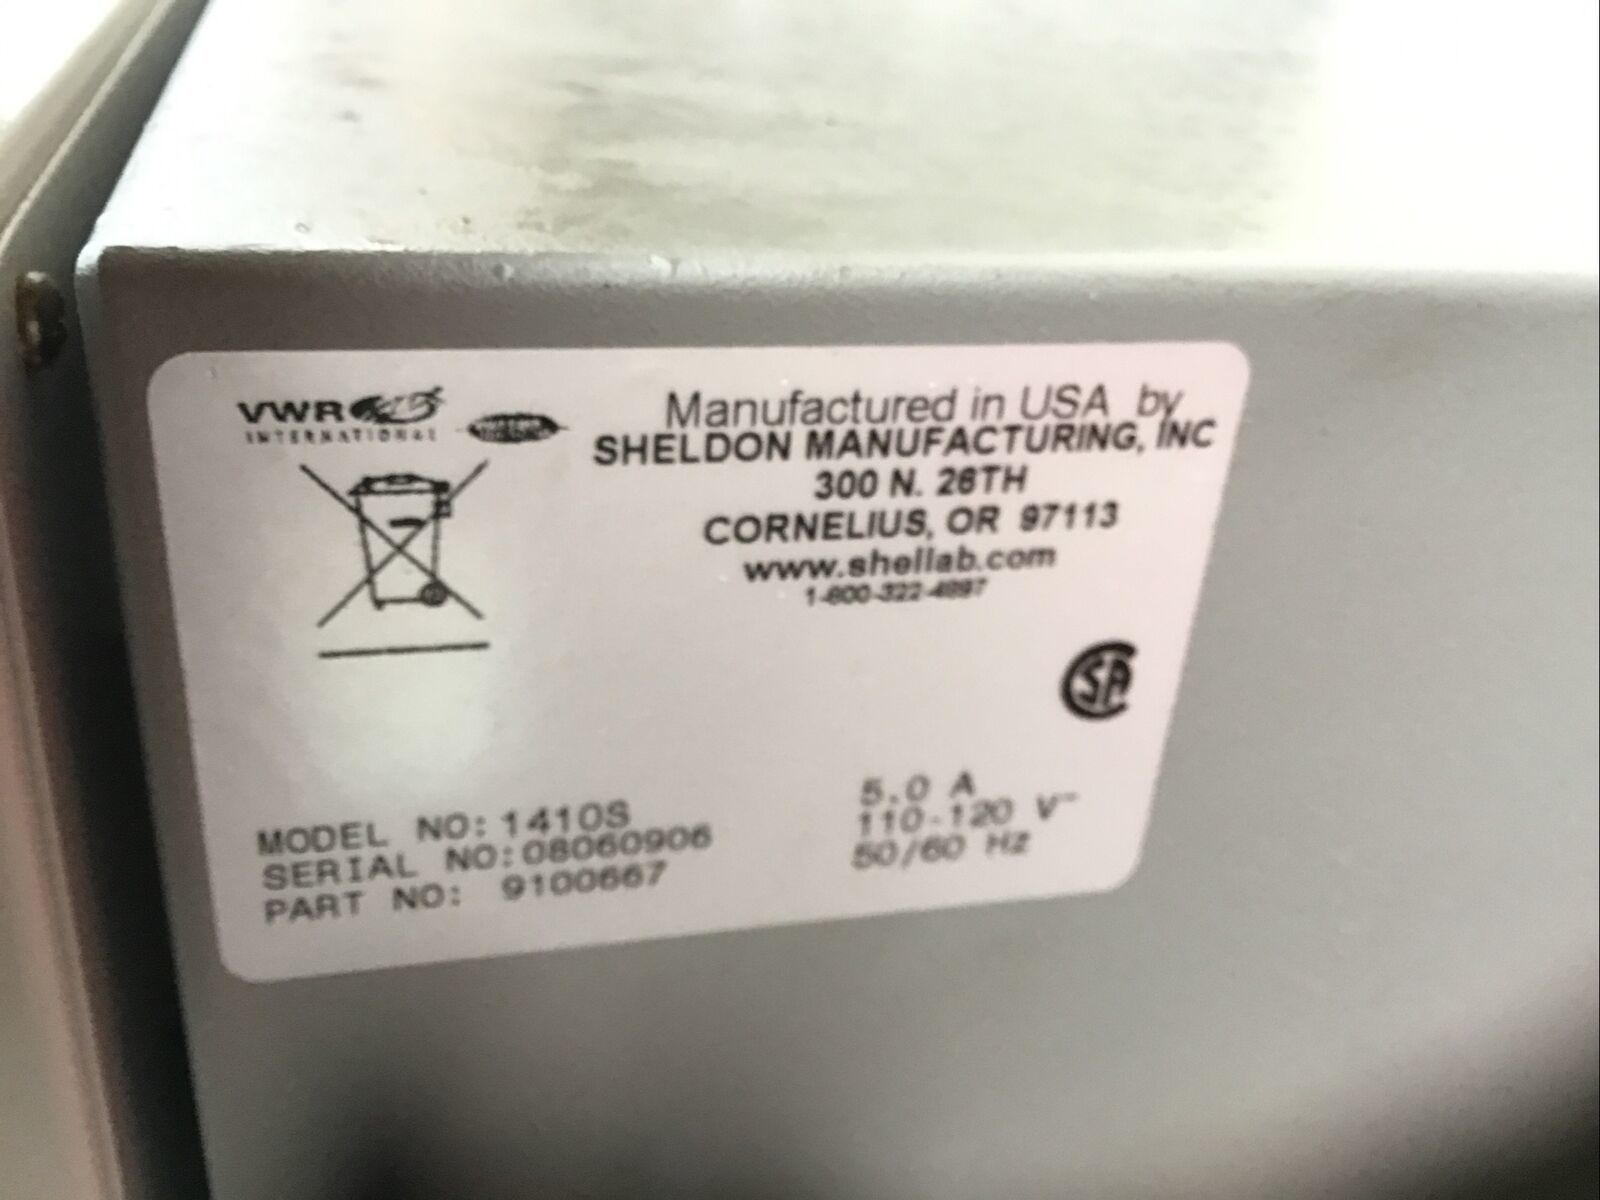 VWR
INTERNATIONAL
Manufactured in USA by
SHELDON MANUFACTURING, INC
300 N. 26TH
CORNELIUS, OR 97113
www.shellab.com
1-800-322-4897
SA
MODEL NO: 1410S
SERIAL NO: 08060906
PART NO: 9100667
5.0 A
110-120 V~
50/60 Hz